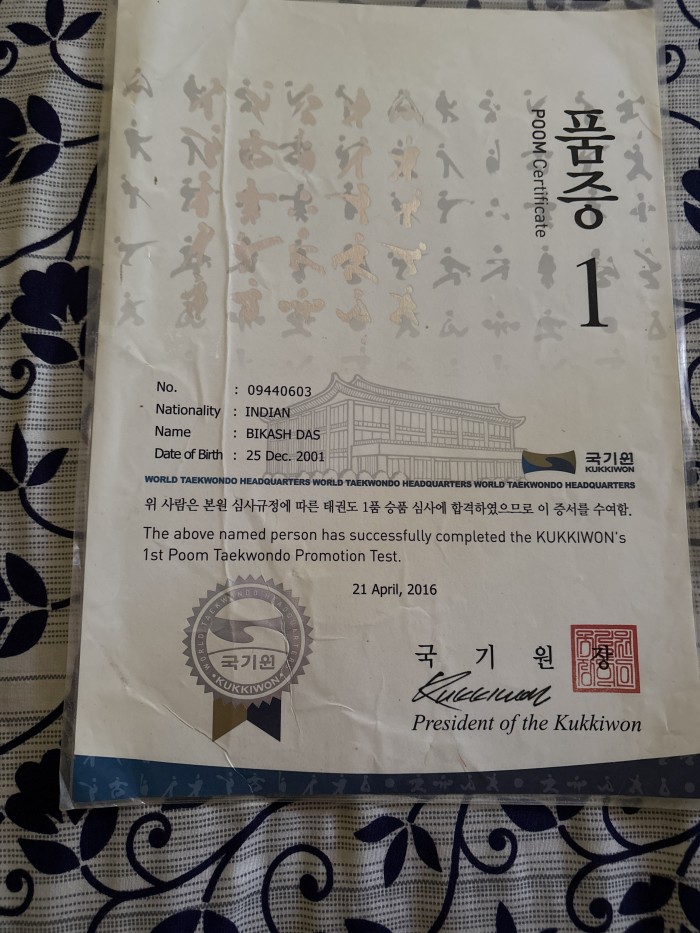 품증
POOM Certificate
1
No. : 09440603
Nationality : INDIAN
Name : BIKASH DAS
Date of Birth : 25 Dec. 2001
국기원
KUKKIWON
WORLD TAEKWONDO HEADQUARTERS WORLD TAEKWONDO HEADQUARTERS WORLD TAEKWONDO HEADQUARTERS
위 사람은 본원 심사규정에 따른 태권도 1품 승품 심사에 합격하였으므로 이 증서를 수여함.
The above named person has successfully completed the KUKKIWON's
1st Poom Taekwondo Promotion Test.
21 April, 2016
WORLD TAEKWONDO HEADQUARTERS
국기원
KUKKIWON
국 기 원 장
Kukkiwon
President of the Kukkiwon